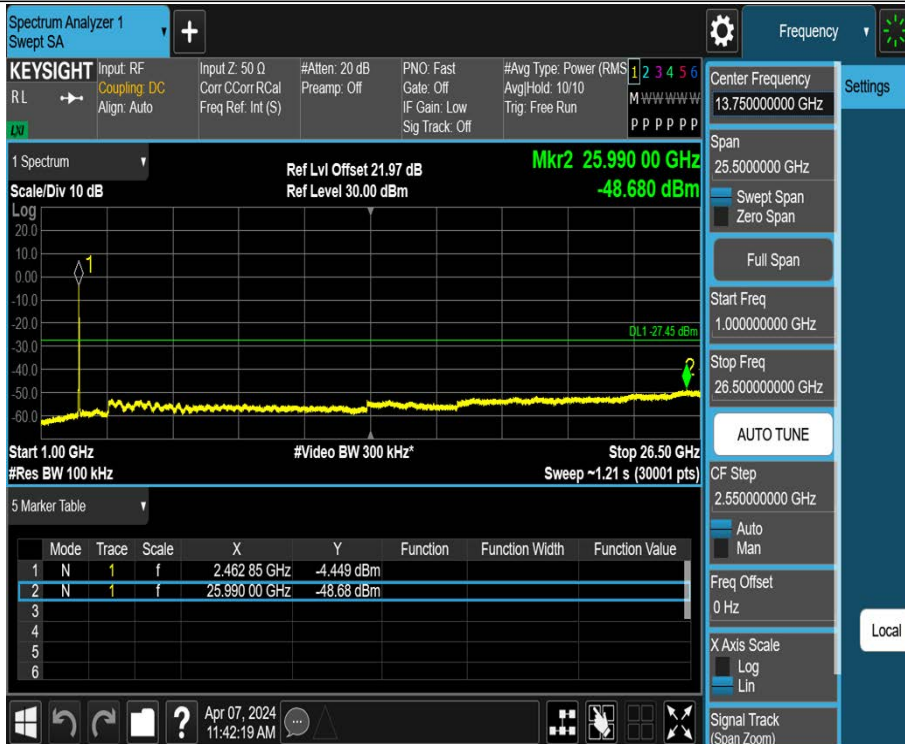 Spectrum Analyzer 1
Swept SA
+
Frequency
KEYSIGHT
R L
LXI
Input: RF
Coupling: DC
Align: Auto
Input Z: 50 Ω
Corr CCorr RCal
Freq Ref: Int (S)
#Atten: 20 dB
Preamp: Off
PNO: Fast
Gate: Off
IF Gain: Low
Sig Track: Off
#Avg Type: Power (RMS
Avg|Hold: 10/10
Trig: Free Run
1 2 3 4 5 6
M W W W W W
P P P P P P
1 Spectrum
Scale/Div 10 dB
Ref Lvl Offset 21.97 dB
Ref Level 30.00 dBm
Mkr2 25.990 00 GHz
-48.680 dBm
Log
20.0
10.0
0.00
-10.0
-20.0
-30.0
-40.0
-50.0
-60.0
1
2
DL1 -27.45 dBm
Start 1.00 GHz
#Res BW 100 kHz
#Video BW 300 kHz*
Stop 26.50 GHz
Sweep ~1.21 s (30001 pts)
5 Marker Table
Mode Trace Scale X Y Function Function Width Function Value
1 N 1 f 2.462 85 GHz -4.449 dBm
2 N 1 f 25.990 00 GHz -48.68 dBm
3
4
5
6
?
Apr 07, 2024
11:42:19 AM
Center Frequency
13.750000000 GHz
Span
25.5000000 GHz
Swept Span
Zero Span
Full Span
Start Freq
1.000000000 GHz
Stop Freq
26.500000000 GHz
AUTO TUNE
CF Step
2.550000000 GHz
Auto
Man
Freq Offset
0 Hz
X Axis Scale
Log
Lin
Signal Track
(Span Zoom)
Settings
Local